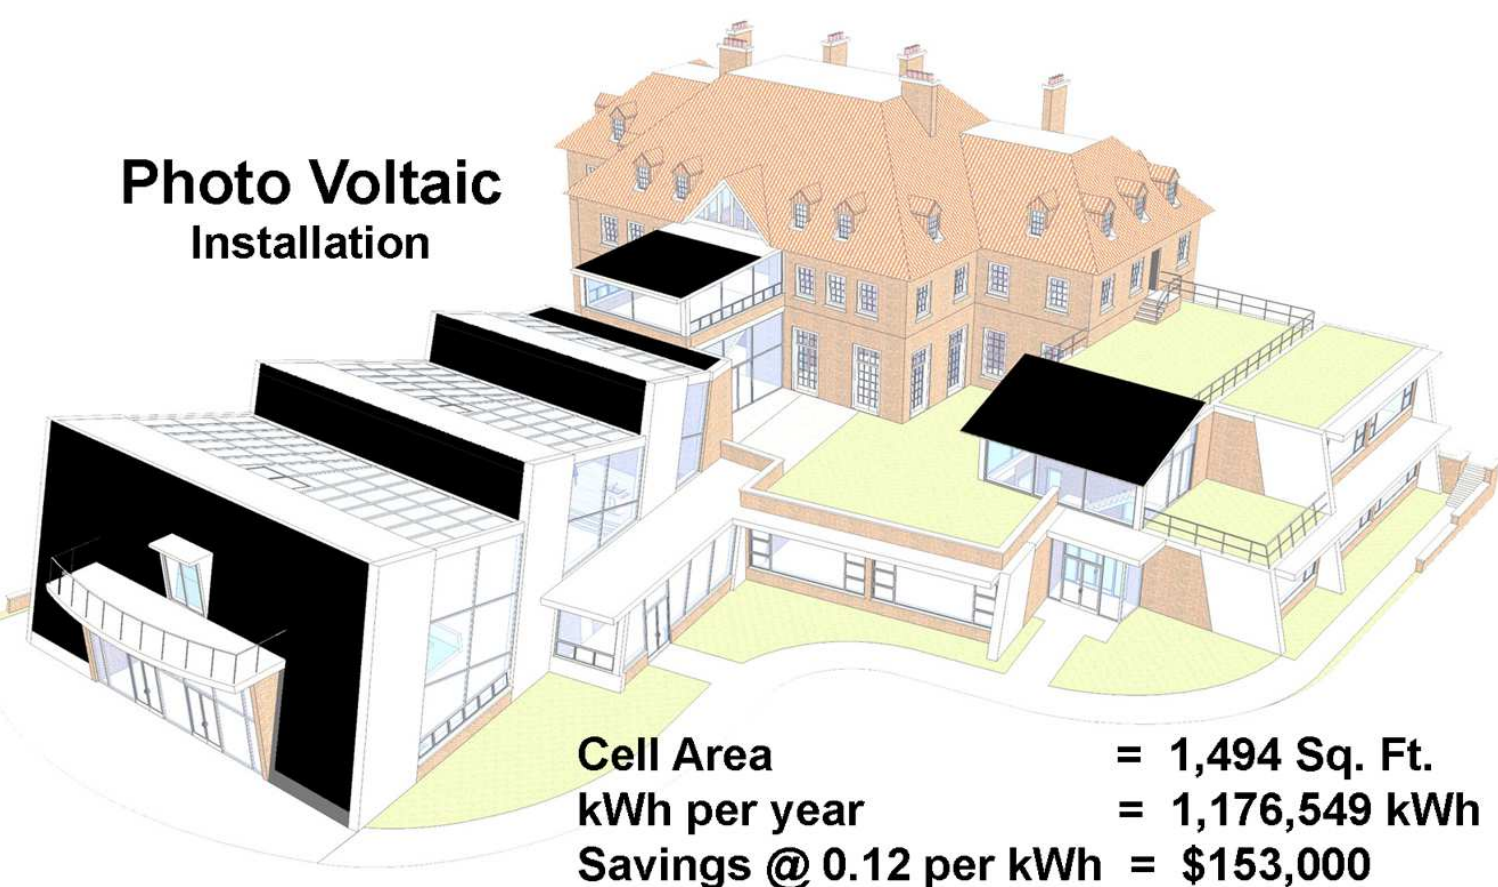 Photo Voltaic
Installation
Cell Area = 1,494 Sq. Ft.
kWh per year = 1,176,549 kWh
Savings @ 0.12 per kWh = $153,000